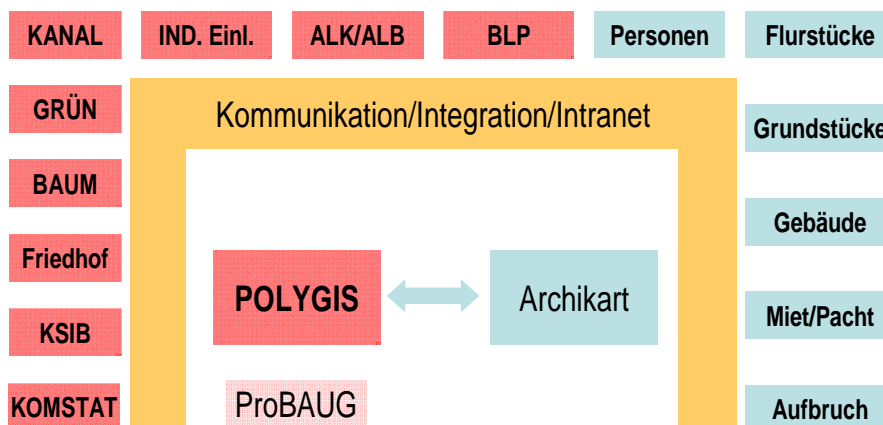 KANAL
IND. Einl.
ALK/ALB
BLP
Personen
Flurstücke
GRÜN
Kommunikation/Integration/Intranet
Grundstücke
BAUM
Gebäude
Friedhof
POLYGIS
Archikart
Miet/Pacht
KSIB
KOMSTAT
ProBAUG
Aufbruch